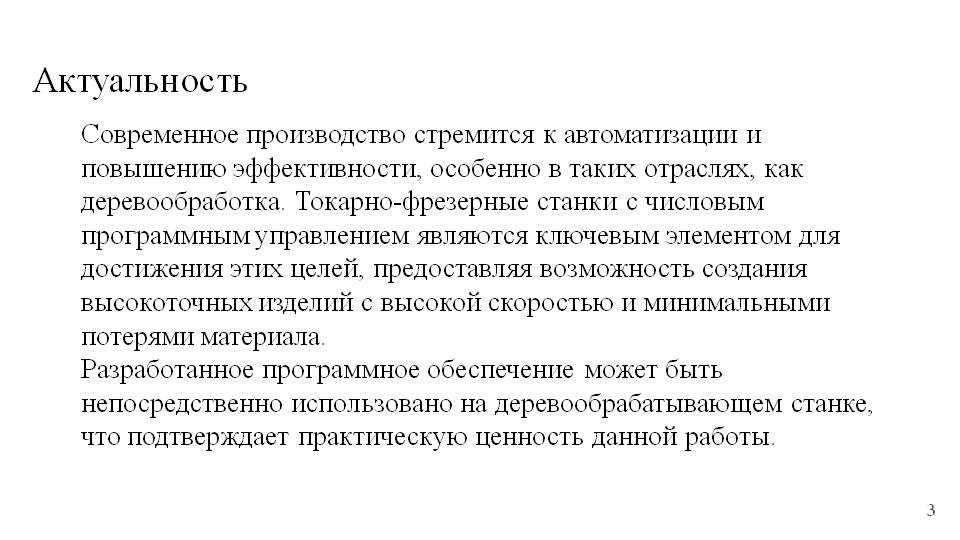 Актуальность
Современное производство стремится к автоматизации и
повышению эффективности, особенно в таких отраслях, как
деревообработка. Токарно-фрезерные станки с числовым
программным управлением являются ключевым элементом для
достижения этих целей, предоставляя возможность создания
высокоточных изделий с высокой скоростью и минимальными
потерями материала.
Разработанное программное обеспечение может быть
непосредственно использовано на деревообрабатывающем станке,
что подтверждает практическую ценность данной работы.
3